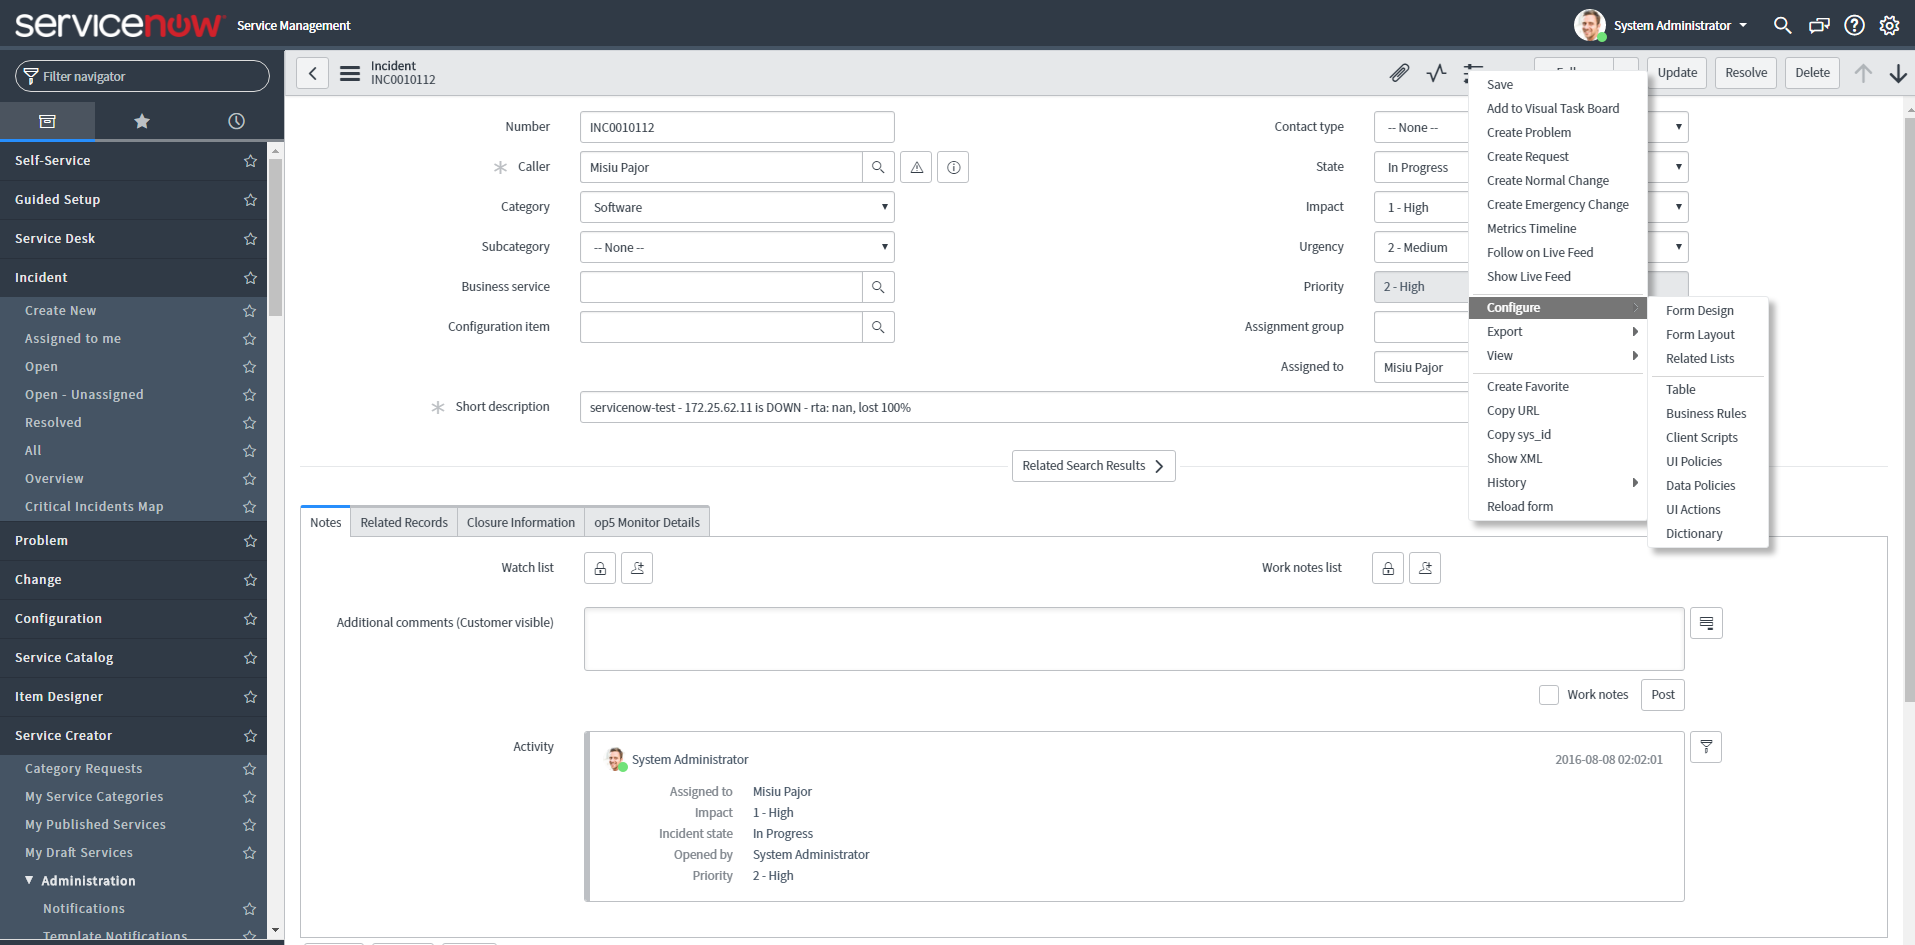 servicenow Service Management
System Administrator
Filter navigator
Self-Service
Guided Setup
Service Desk
Incident
Create New
Assigned to me
Open
Open - Unassigned
Resolved
All
Overview
Critical Incidents Map
Problem
Change
Configuration
Service Catalog
Item Designer
Service Creator
Category Requests
My Service Categories
My Published Services
My Draft Services
Administration
Notifications
Template Notifications
Incident
INC0010112
Update
Resolve
Delete
Number
INC0010112
Caller
Misiu Pajor
Category
Software
Subcategory
-- None --
Business service
Configuration item
Short description
servicenow-test - 172.25.62.11 is DOWN - rta: nan, lost 100%
Contact type
-- None --
State
In Progress
Impact
1 - High
Urgency
2 - Medium
Priority
2 - High
Assignment group
Assigned to
Misiu Pajor
Save
Add to Visual Task Board
Create Problem
Create Request
Create Normal Change
Create Emergency Change
Metrics Timeline
Follow on Live Feed
Show Live Feed
Configure
Export
View
Create Favorite
Copy URL
Copy sys_id
Show XML
History
Reload form
Form Design
Form Layout
Related Lists
Table
Business Rules
Client Scripts
UI Policies
Data Policies
UI Actions
Dictionary
Related Search Results
Notes
Related Records
Closure Information
op5 Monitor Details
Watch list
Work notes list
Additional comments (Customer visible)
Work notes
Post
Activity
System Administrator
2016-08-08 02:02:01
Assigned to Misiu Pajor
Impact 1 - High
Incident state In Progress
Opened by System Administrator
Priority 2 - High